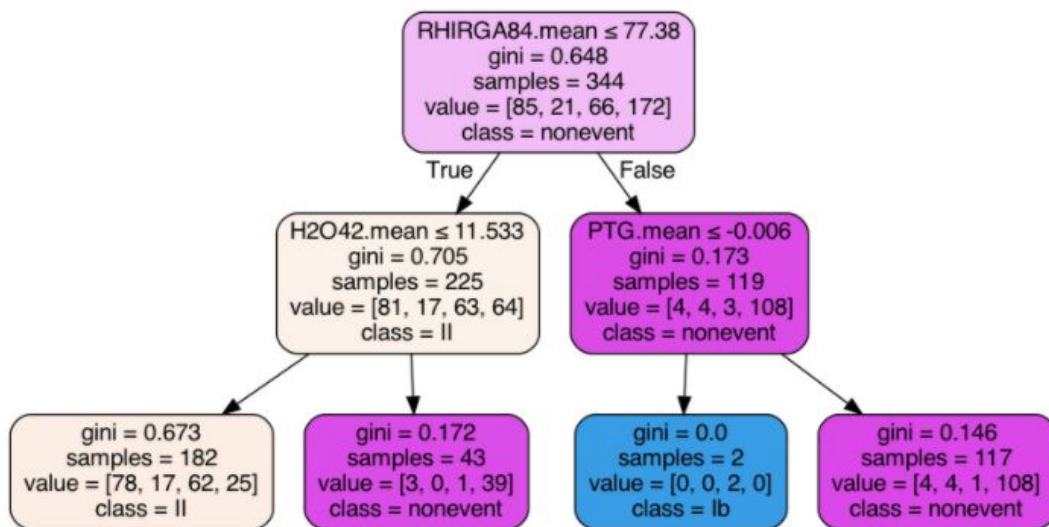 RHIRGA84.mean ≤ 77.38
gini = 0.648
samples = 344
value = [85, 21, 66, 172]
class = nonevent
True
False
H2O42.mean ≤ 11.533
gini = 0.705
samples = 225
value = [81, 17, 63, 64]
class = II
PTG.mean ≤ -0.006
gini = 0.173
samples = 119
value = [4, 4, 3, 108]
class = nonevent
gini = 0.673
samples = 182
value = [78, 17, 62, 25]
class = II
gini = 0.172
samples = 43
value = [3, 0, 1, 39]
class = nonevent
gini = 0.0
samples = 2
value = [0, 0, 2, 0]
class = Ib
gini = 0.146
samples = 117
value = [4, 4, 1, 108]
class = nonevent